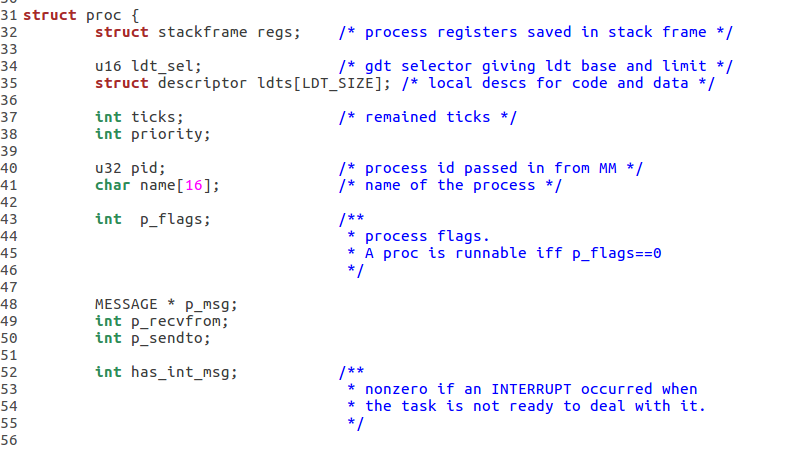 31 struct proc {
32         struct stackframe regs;    /* process registers saved in stack frame */
33
34         u16 ldt_sel;               /* gdt selector giving ldt base and limit */
35         struct descriptor ldts[LDT_SIZE]; /* local descs for code and data */
36
37         int ticks;                 /* remained ticks */
38         int priority;
39
40         u32 pid;                   /* process id passed in from MM */
41         char name[16];             /* name of the process */
42
43         int  p_flags;              /**
44                                     * process flags.
45                                     * A proc is runnable iff p_flags==0
46                                     */
47
48         MESSAGE * p_msg;
49         int p_recvfrom;
50         int p_sendto;
51
52         int has_int_msg;           /**
53                                     * nonzero if an INTERRUPT occurred when
54                                     * the task is not ready to deal with it.
55                                     */
56